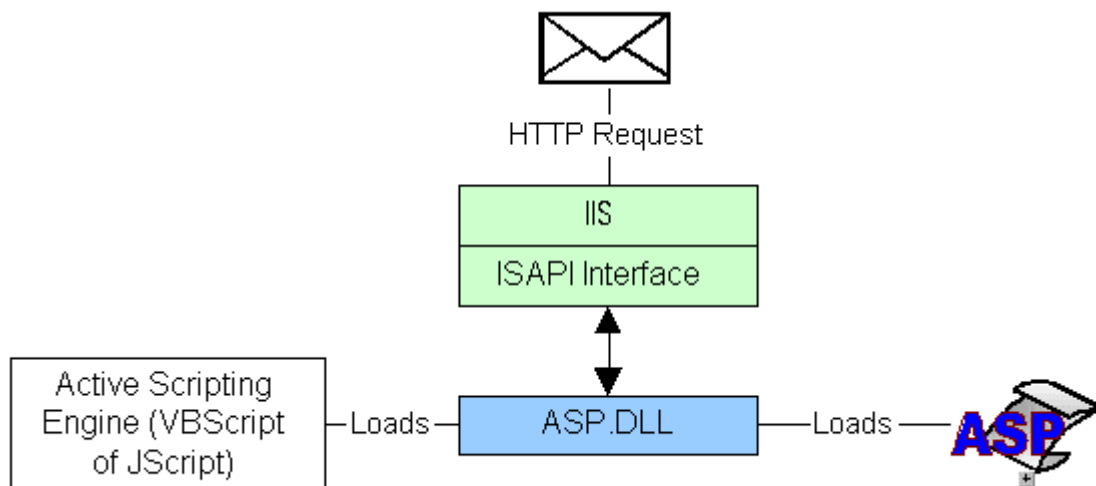 HTTP Request
IIS
ISAPI Interface
Active Scripting
Engine (VBScript
of JScript)
Loads
ASP.DLL
Loads
ASP